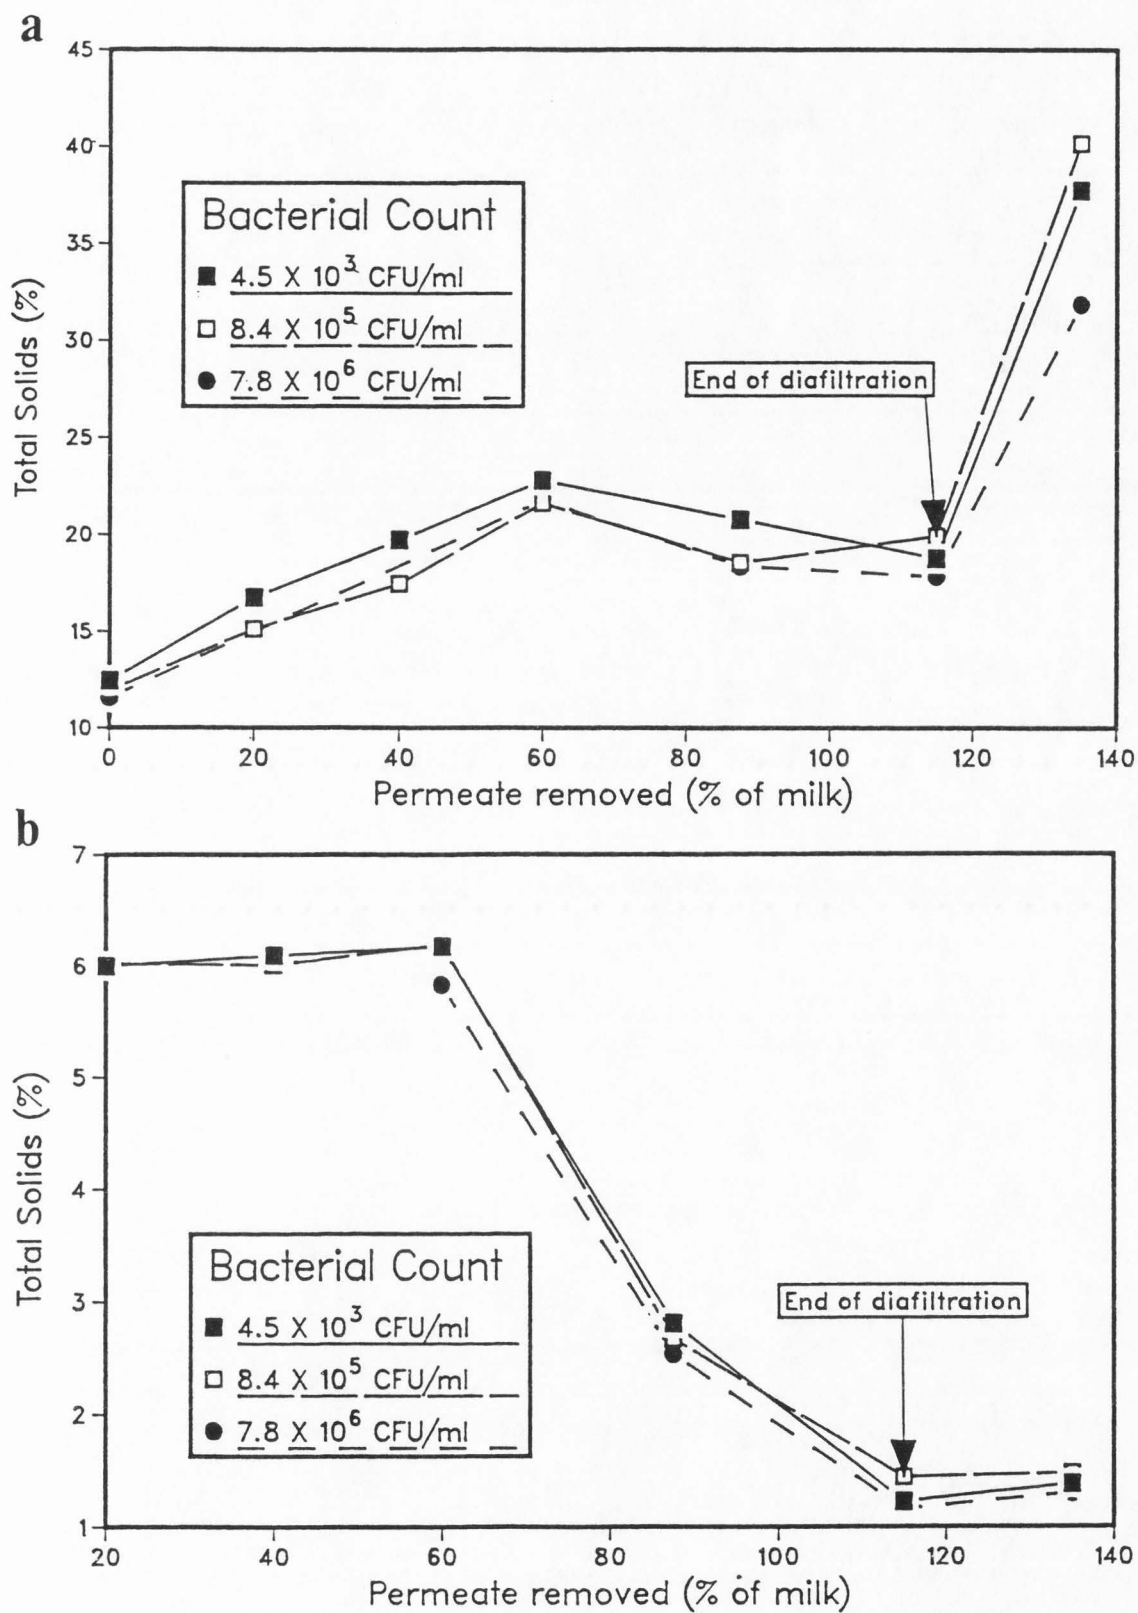 a
45
40
35
30
25
20
15
10
Total Solids (%)
Bacterial Count
4.5 X 10³ CFU/ml
8.4 X 10⁵ CFU/ml
7.8 X 10⁶ CFU/ml
End of diafiltration
0 20 40 60 80 100 120 140
Permeate removed (% of milk)
b
7
6
5
4
3
2
1
Total Solids (%)
Bacterial Count
4.5 X 10³ CFU/ml
8.4 X 10⁵ CFU/ml
7.8 X 10⁶ CFU/ml
End of diafiltration
20 40 60 80 100 120 140
Permeate removed (% of milk)